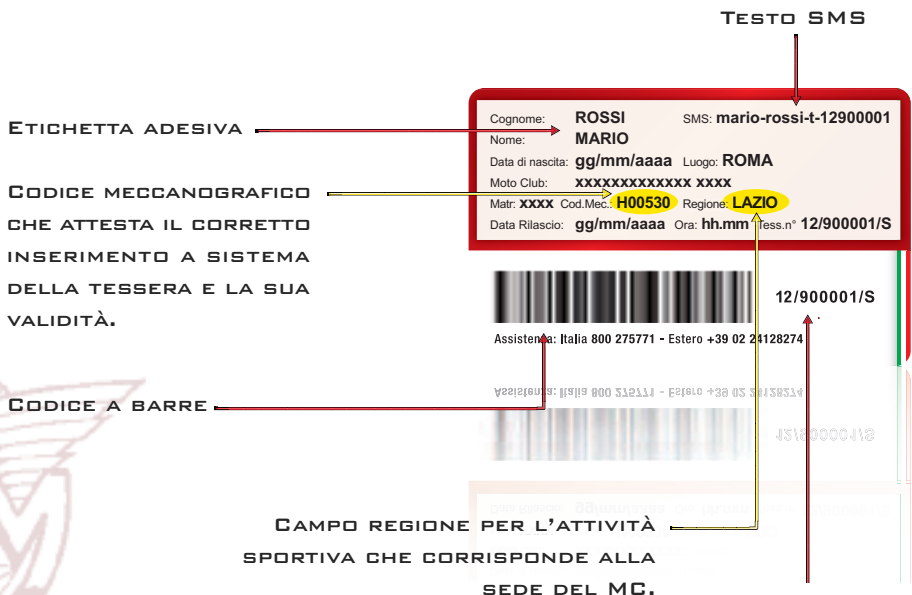 Testo SMS
Etichetta adesiva
Cognome: ROSSI SMS: mario-rossi-t-12900001
Nome: MARIO
Data di nascita: gg/mm/aaaa Luogo: ROMA
Moto Club: xxxxxxxxxxxxx xxxx
Matr: xxxx Cod.Mec.: H00530 Regione: LAZIO
Data Rilascio: gg/mm/aaaa Ora: hh.mm Tess.n° 12/900001/S
Codice meccanografico
che attesta il corretto
inserimento a sistema
della tessera e la sua
validità.
12/900001/S
Assistenza: Italia 800 275771 - Estero +39 02 24128274
Codice a barre
Campo regione per l'attività
sportiva che corrisponde alla
sede del MC.